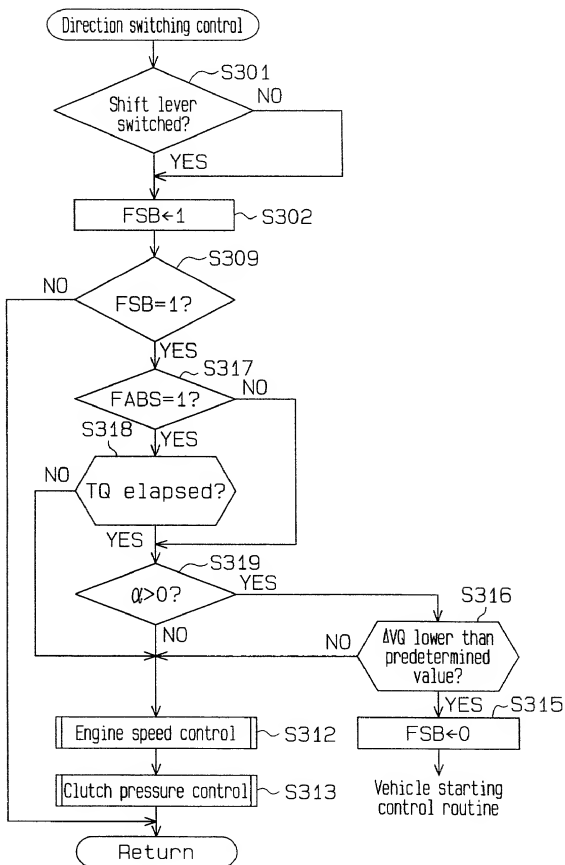 Direction switching control
S301
Shift lever
switched?
NO
YES
FSB←1
S302
S309
NO
FSB=1?
YES
S317
FABS=1?
NO
S318
YES
NO
TQ elapsed?
YES
S319
α>0?
YES
NO
S316
NO
ΔVQ lower than
predetermined
value?
YES
S315
FSB←0
Engine speed control
S312
Clutch pressure control
S313
Vehicle starting
control routine
Return